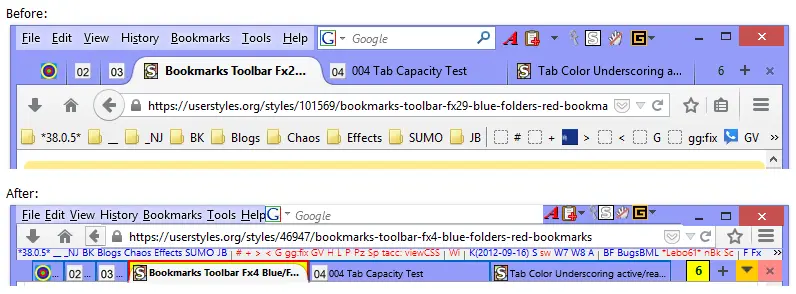 Before:
File Edit View History Bookmarks Tools Help G Google A G
02 03 S Bookmarks Toolbar Fx2... 04 004 Tab Capacity Test S Tab Color Underscoring a... 6 + ×
https://userstyles.org/styles/101569/bookmarks-toolbar-fx29-blue-folders-red-bookma
*38.0.5* __ _NJ BK Blogs Chaos Effects SUMO JB # + > < G gg:fix GV »
After:
File Edit View History Bookmarks Tools Help G Google A S G
https://userstyles.org/styles/46947/bookmarks-toolbar-fx4-blue-folders-red-bookmarks
*38.0.5* __ _NJ BK Blogs Chaos Effects SUMO JB | # + > < G gg:fix GV H L P Pz Sp tacc: viewCSS | Wi | K(2012-09-16) S sw W7 W8 A | BF BugsBML *Lebo61* nBk Sc | F Fx »
... 02 ... 03 ... S Bookmarks Toolbar Fx4 Blue/F... 04 004 Tab Capacity Test S Tab Color Underscoring active/rea... 6 + ×